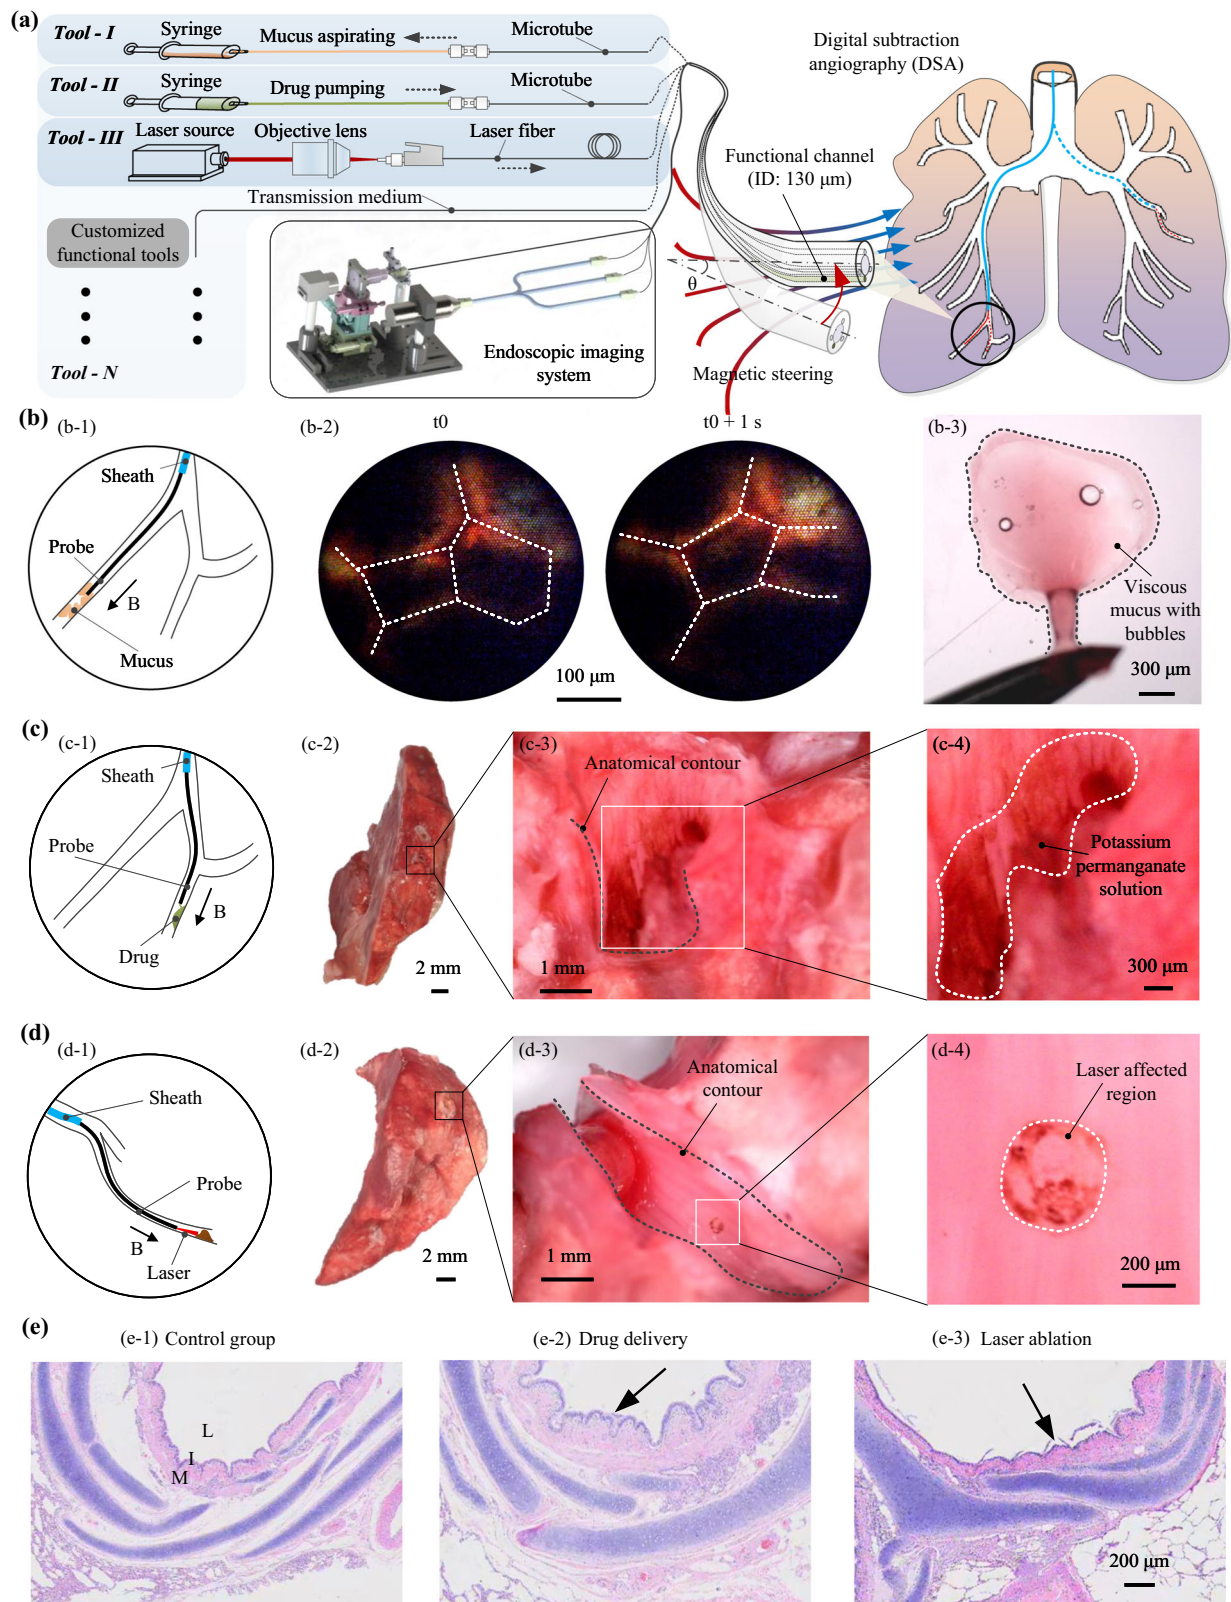 (a)
Tool - I
Syringe
Mucus aspirating
Microtube
Tool - II
Syringe
Drug pumping
Microtube
Tool - III
Laser source
Objective lens
Laser fiber
Transmission medium
Customized
functional tools
Tool - N
Endoscopic imaging
system
Digital subtraction
angiography (DSA)
Functional channel
(ID: 130 μm)
θ
Magnetic steering
(b)
(b-1)
Sheath
Probe
B
Mucus
(b-2)
t0
t0 + 1 s
100 μm
(b-3)
Viscous
mucus with
bubbles
300 μm
(c)
(c-1)
Sheath
Probe
B
Drug
(c-2)
2 mm
(c-3)
Anatomical contour
1 mm
(c-4)
Potassium
permanganate
solution
300 μm
(d)
(d-1)
Sheath
Probe
B
Laser
(d-2)
2 mm
(d-3)
Anatomical
contour
1 mm
(d-4)
Laser affected
region
200 μm
(e)
(e-1) Control group
L
I
M
(e-2) Drug delivery
(e-3) Laser ablation
200 μm